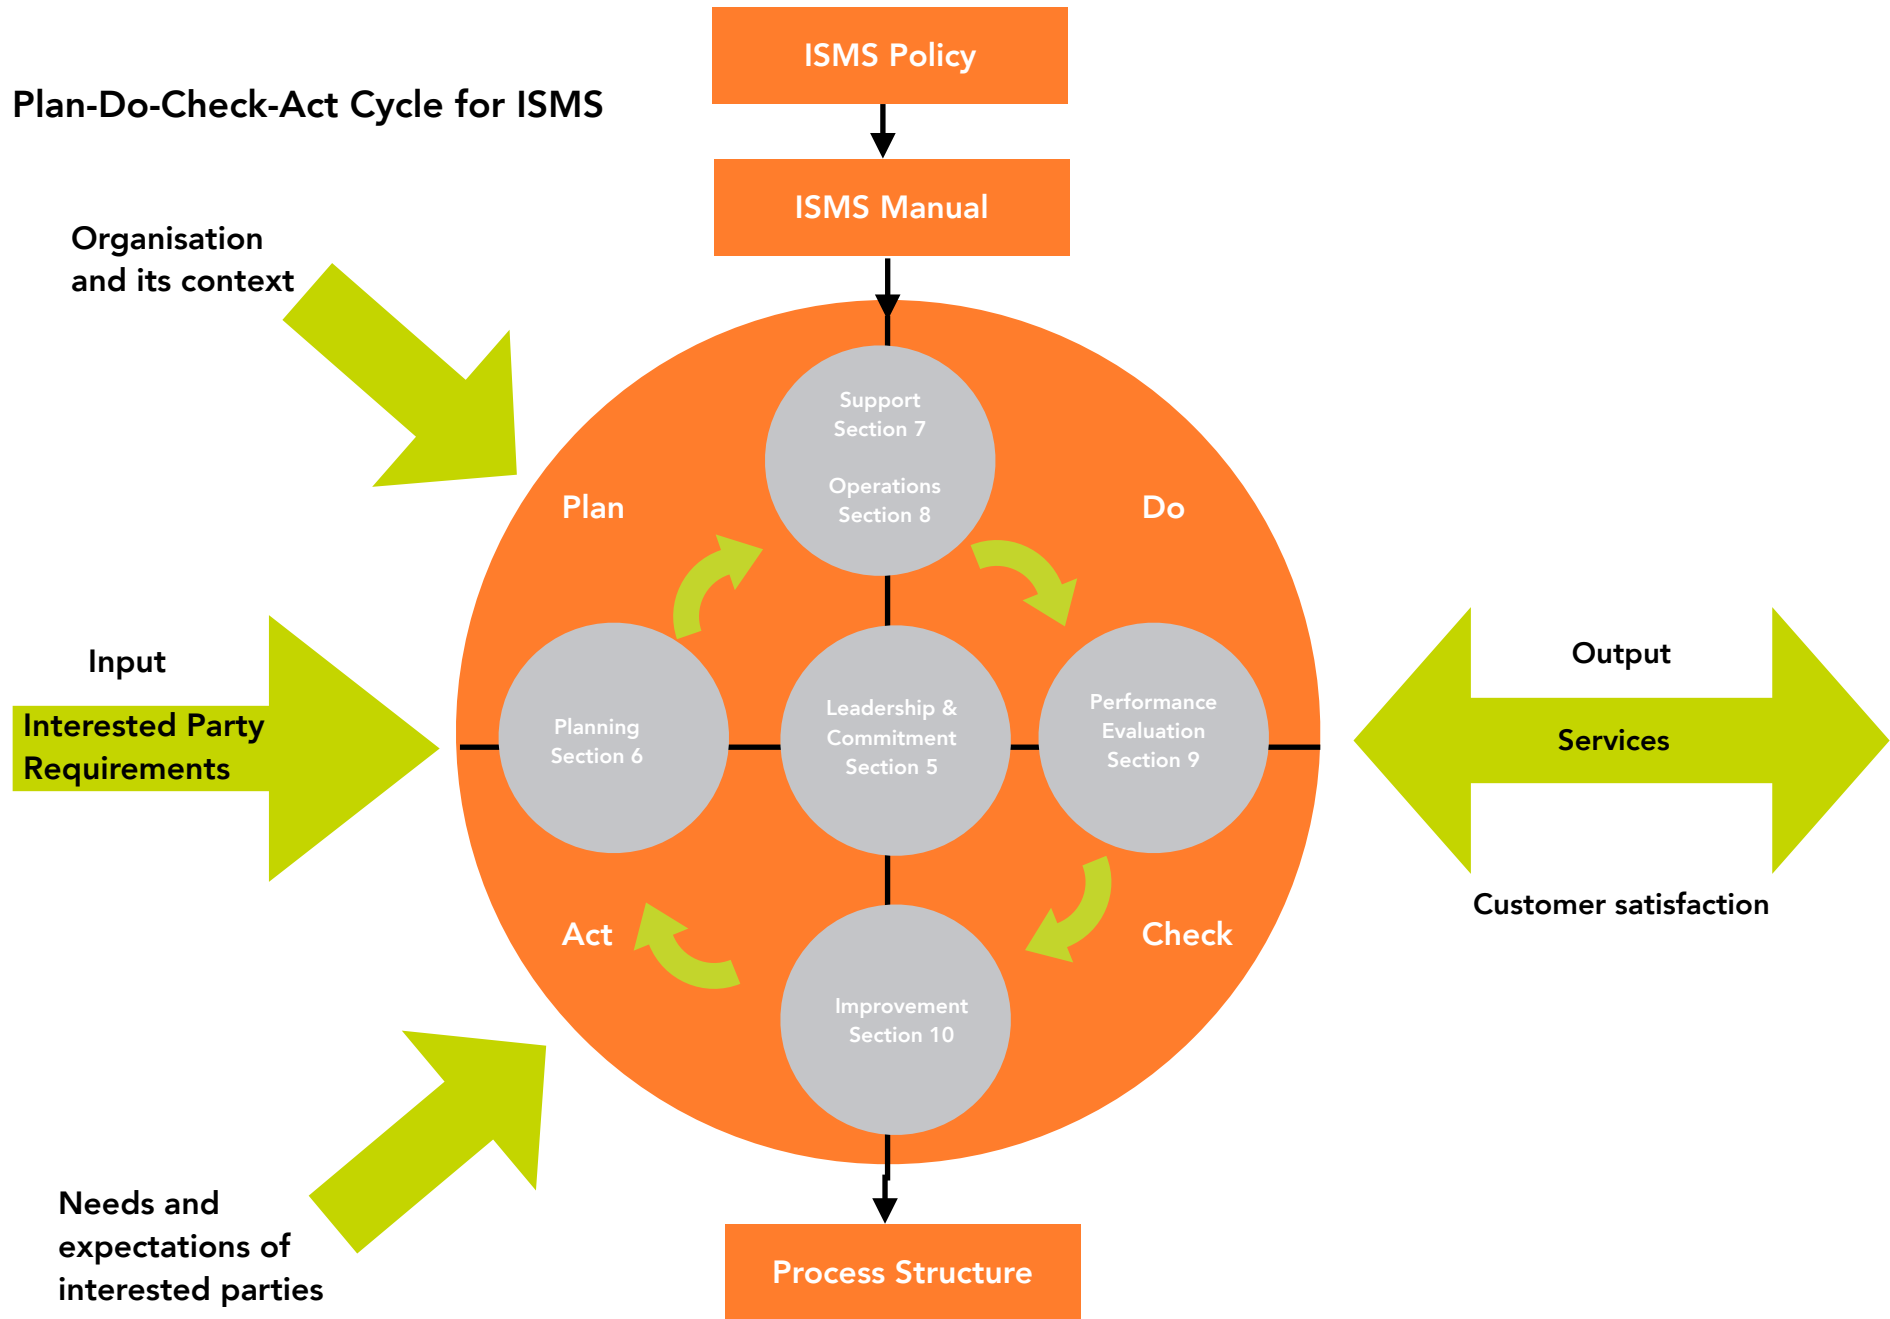 ISMS Policy
Plan-Do-Check-Act Cycle for ISMS
ISMS Manual
Organisation
and its context
Support
Section 7
Operations
Section 8
Plan
Do
Input
Interested Party
Requirements
Planning
Section 6
Leadership &
Commitment
Section 5
Performance
Evaluation
Section 9
Output
Services
Customer satisfaction
Act
Check
Improvement
Section 10
Needs and
expectations of
interested parties
Process Structure